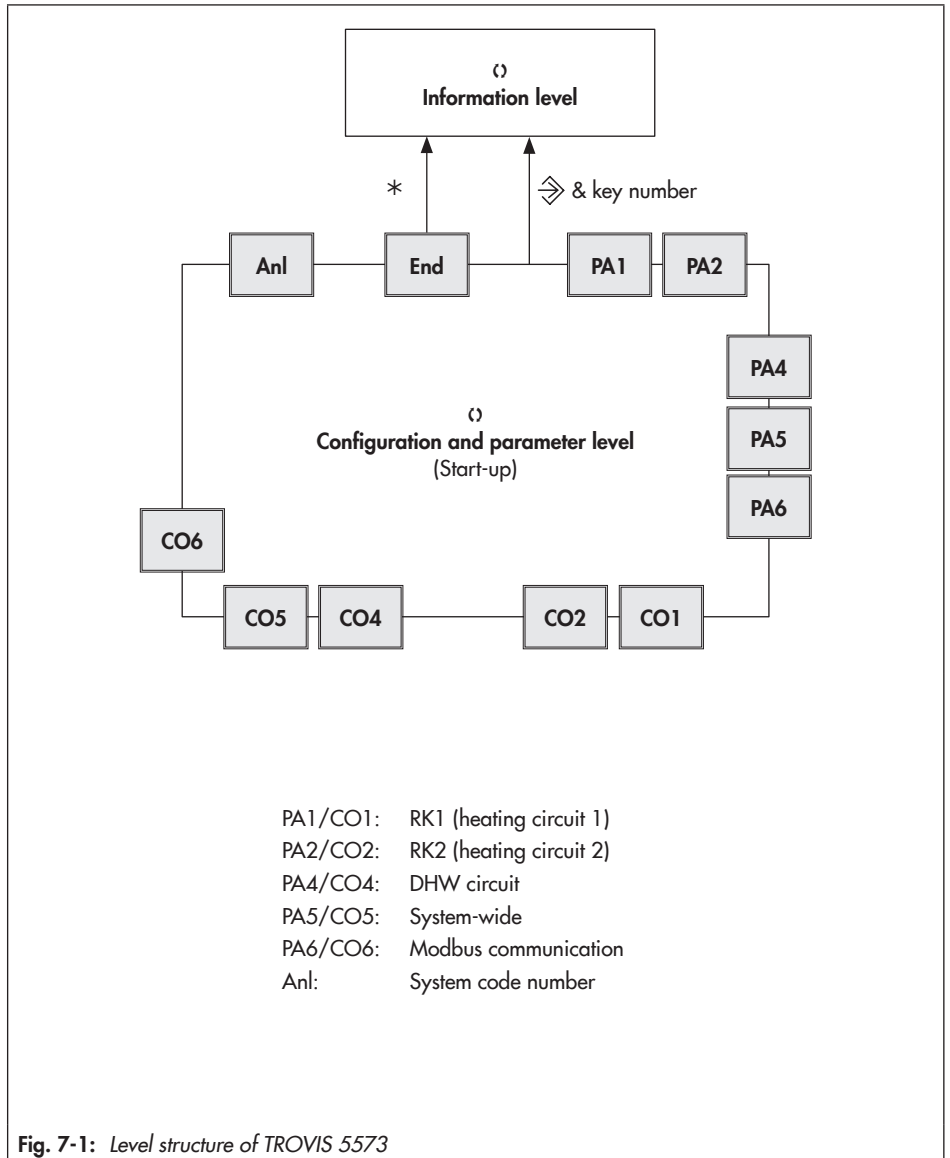 Information level
* & key number
Anl End PA1 PA2
PA4
Configuration and parameter level
PA5
(Start-up)
PA6
CO6
CO5 CO4 CO2 CO1
PA1/CO1: RK1 (heating circuit 1)
PA2/CO2: RK2 (heating circuit 2)
PA4/CO4: DHW circuit
PA5/CO5: System-wide
PA6/CO6: Modbus communication
Anl: System code number
Fig. 7-1: Level structure of TROVIS 5573